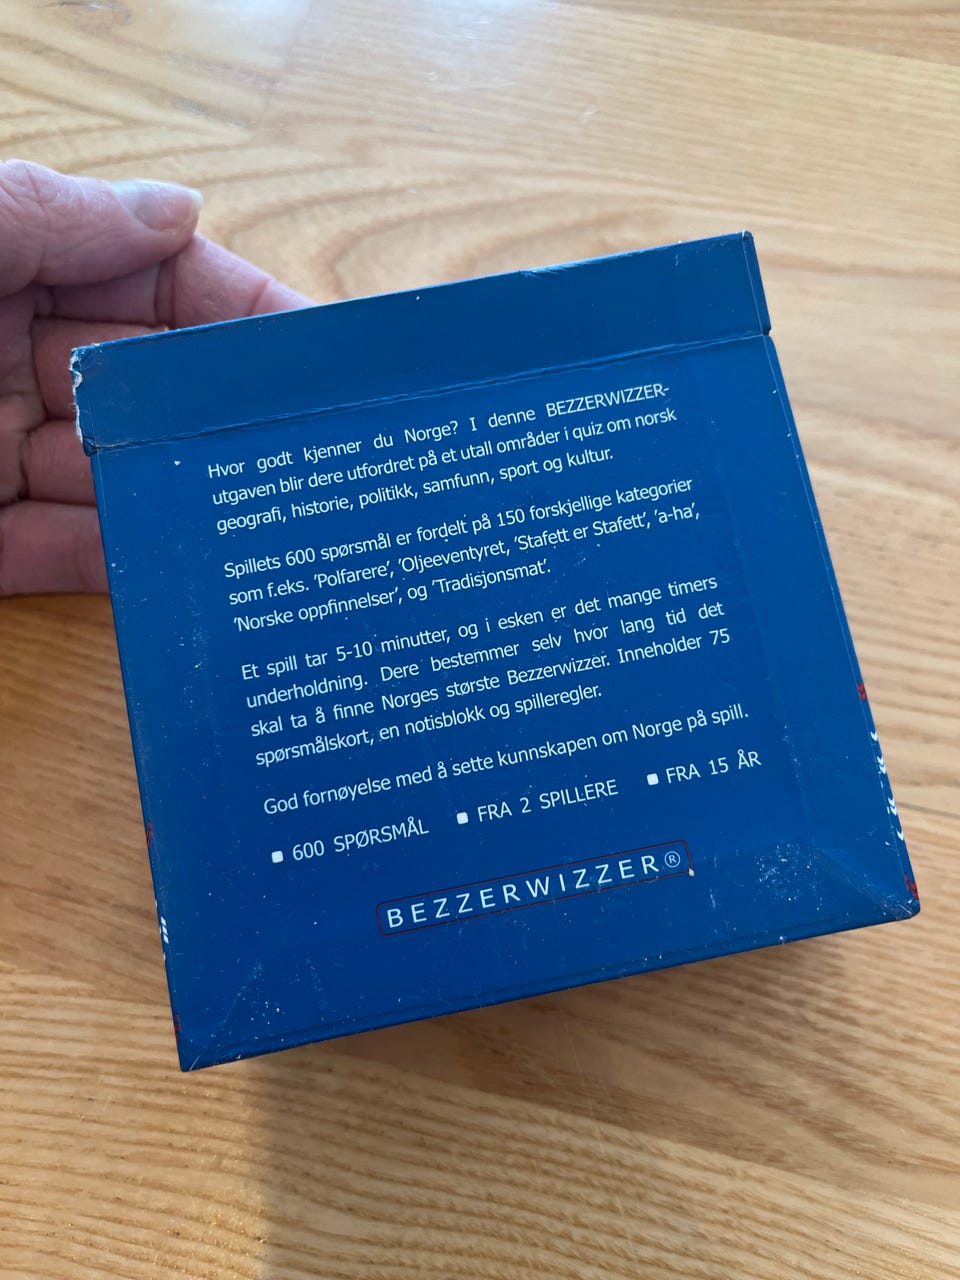 Hvor godt kjenner du Norge? I denne BEZZERWIZZER-
utgaven blir dere utfordret på et utall områder i quiz om norsk
geografi, historie, politikk, samfunn, sport og kultur.
Spillets 600 spørsmål er fordelt på 150 forskjellige kategorier
som f.eks. 'Polfarere', 'Oljeeventyret, 'Stafett er Stafett', 'a-ha',
'Norske oppfinnelser', og 'Tradisjonsmat'.
Et spill tar 5-10 minutter, og i esken er det mange timers
underholdning. Dere bestemmer selv hvor lang tid det
skal ta å finne Norges største Bezzerwizzer. Inneholder 75
spørsmålskort, en notisblokk og spilleregler.
God fornøyelse med å sette kunnskapen om Norge på spill.
600 SPØRSMÅL FRA 2 SPILLERE FRA 15 ÅR
BEZZERWIZZER®